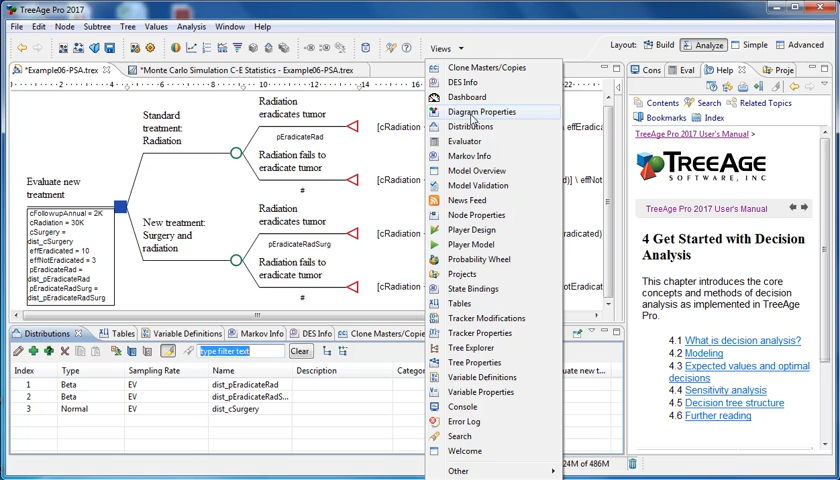 TreeAge Pro 2017
File Edit Node Subtree Tree Values Analysis Window Help
Views
Layout: Build Analyze Simple Advanced
*Example06-PSA.trex
*Monte Carlo Simulation C-E Statistics - Example06-PSA.trex
Evaluate new
treatment
cFollowupAnnual = 2K
cRadiation = 30K
cSurgery =
dist_cSurgery
effEradicated = 10
effNotEradicated = 3
pEradicateRad =
dist_pEradicateRad
pEradicateRadSurg =
dist_pEradicateRadSurg
Standard
treatment:
Radiation
New treatment:
Surgery and
radiation
Radiation
eradicates tumor
pEradicateRad
[cRadiation +
effEradica
Radiation fails to
eradicate tumor
#
[cRadiation +
] \ effNotE
Radiation
eradicates tumor
pEradicateRadSurg
[cRadiation +
Radiation fails to
eradicate tumor
#
[cRadiation +
Clone Masters/Copies
DES Info
Dashboard
Diagram Properties
Distributions
Evaluator
Markov Info
Model Overview
Model Validation
News Feed
Node Properties
Player Design
Player Model
Probability Wheel
Projects
State Bindings
Tables
Tracker Modifications
Tracker Properties
Tree Explorer
Tree Properties
Variable Definitions
Variable Properties
Console
Error Log
Search
Welcome
Other
Distributions Tables Variable Definitions Markov Info DES Info Clone Masters/Copies
type filter text Clear
Index Type Sampling Rate Name Description
1 Beta EV dist_pEradicateRad
2 Beta EV dist_pEradicateRadS...
3 Normal EV dist_cSurgery
24M of 486M
Cons Eval Help Proje
Contents Search Related Topics
Bookmarks Index
TreeAge Pro 2017 User's Manual >
TreeAge
SOFTWARE, INC
TreeAge Pro 2017 User's Manual
4 Get Started with Decision
Analysis
This chapter introduces the core
concepts and methods of decision
analysis as implemented in TreeAge
Pro.
4.1 What is decision analysis?
4.2 Modeling
4.3 Expected values and optimal
decisions
4.4 Sensitivity analysis
4.5 Decision tree structure
4.6 Further reading